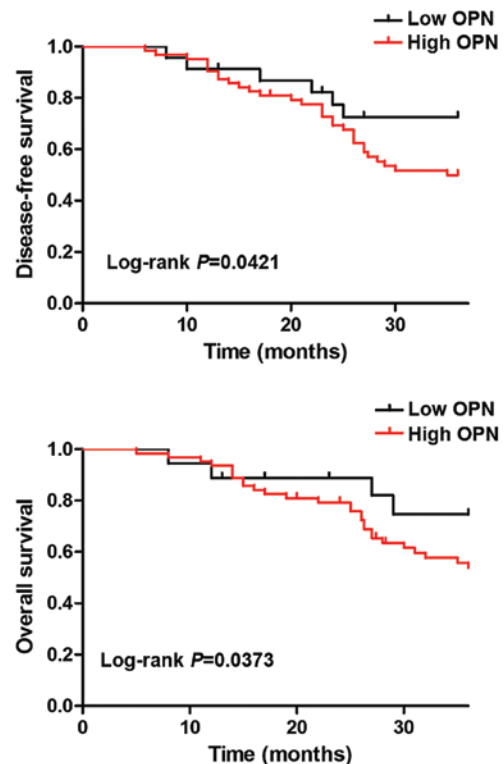 Low OPN
High OPN
1.0
0.8
0.6
0.4
0.2
0.0
Disease-free survival
Log-rank P=0.0421
0
10
20
30
Time (months)
Low OPN
High OPN
1.0
0.8
0.6
0.4
0.2
0.0
Overall survival
Log-rank P=0.0373
0
10
20
30
Time (months)